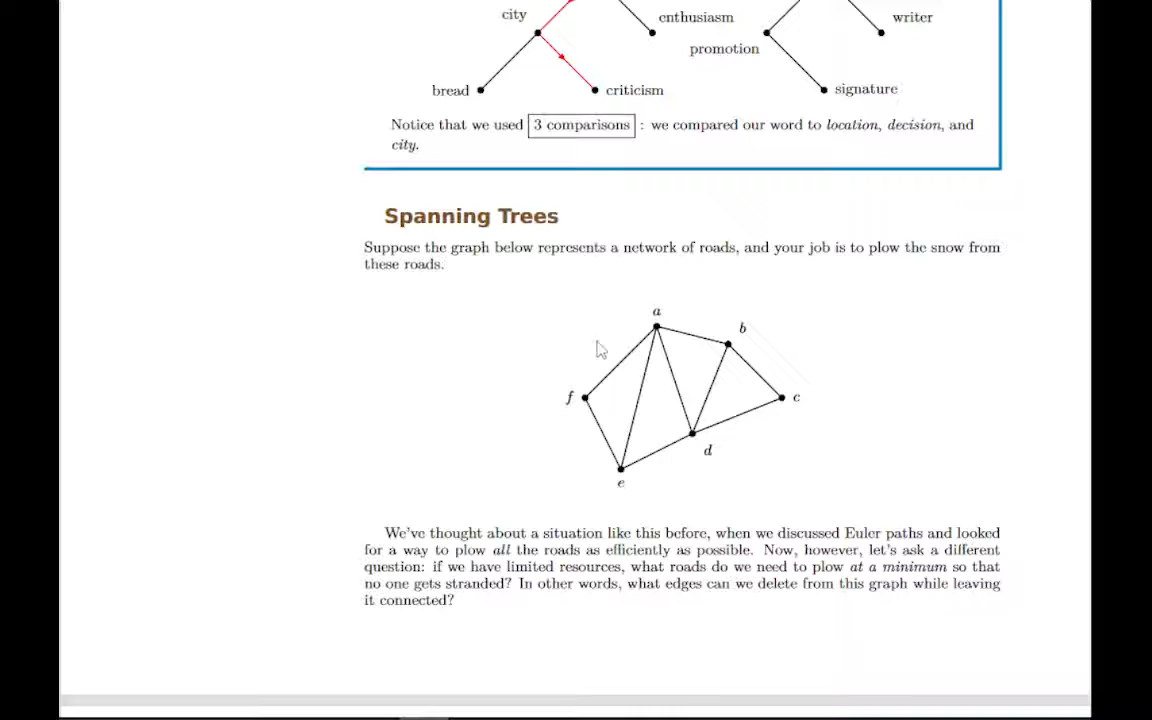 city
enthusiasm
writer
promotion
bread
criticism
signature
Notice that we used 3 comparisons : we compared our word to location, decision, and
city.
Spanning Trees
Suppose the graph below represents a network of roads, and your job is to plow the snow from
these roads.
a
b
f
c
d
e
We've thought about a situation like this before, when we discussed Euler paths and looked
for a way to plow all the roads as efficiently as possible. Now, however, let's ask a different
question: if we have limited resources, what roads do we need to plow at a minimum so that
no one gets stranded? In other words, what edges can we delete from this graph while leaving
it connected?